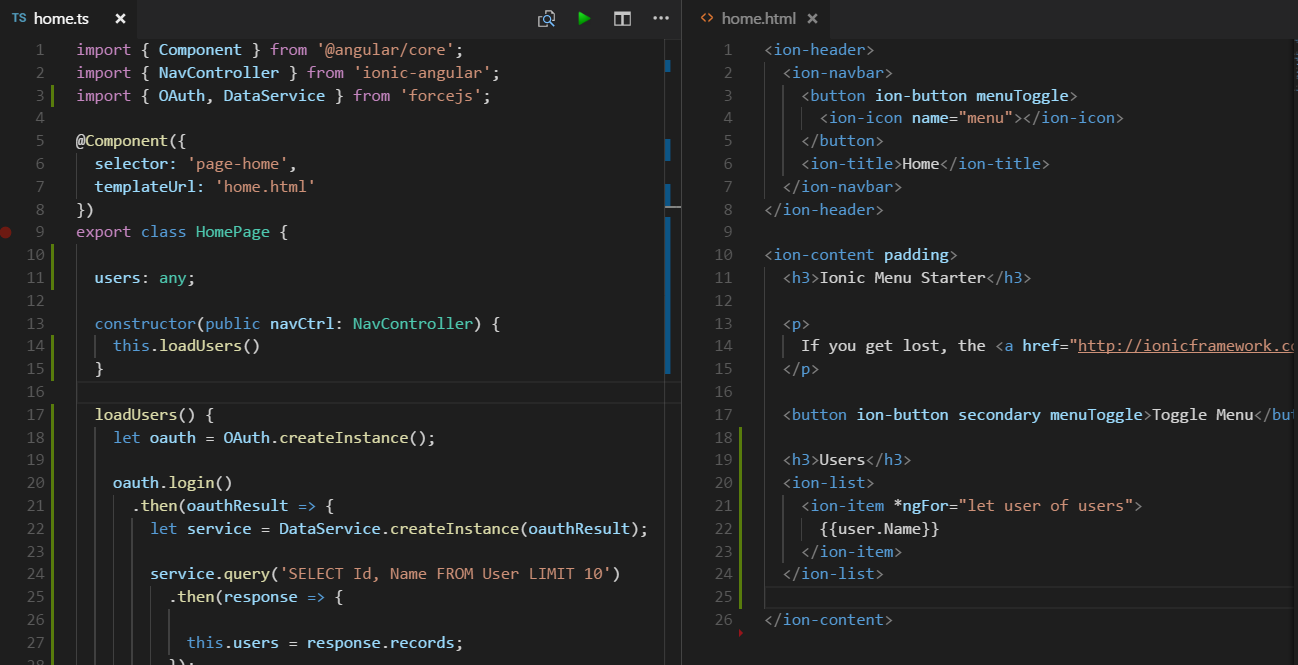 TS home.ts ×
1 import { Component } from '@angular/core';
2 import { NavController } from 'ionic-angular';
3 import { OAuth, DataService } from 'forcejs';
4
5 @Component({
6 selector: 'page-home',
7 templateUrl: 'home.html'
8 })
9 export class HomePage {
10
11 users: any;
12
13 constructor(public navCtrl: NavController) {
14 this.loadUsers()
15 }
16
17 loadUsers() {
18 let oauth = OAuth.createInstance();
19
20 oauth.login()
21 .then(oauthResult => {
22 let service = DataService.createInstance(oauthResult);
23
24 service.query('SELECT Id, Name FROM User LIMIT 10')
25 .then(response => {
26
27 this.users = response.records;
28 });
<> home.html ×
1 <ion-header>
2 <ion-navbar>
3 <button ion-button menuToggle>
4 <ion-icon name="menu"></ion-icon>
5 </button>
6 <ion-title>Home</ion-title>
7 </ion-navbar>
8 </ion-header>
9
10 <ion-content padding>
11 <h3>Ionic Menu Starter</h3>
12
13 <p>
14 If you get lost, the <a href="http://ionicframework.co
15 </p>
16
17 <button ion-button secondary menuToggle>Toggle Menu</but
18
19 <h3>Users</h3>
20 <ion-list>
21 <ion-item *ngFor="let user of users">
22 {{user.Name}}
23 </ion-item>
24 </ion-list>
25
26 </ion-content>